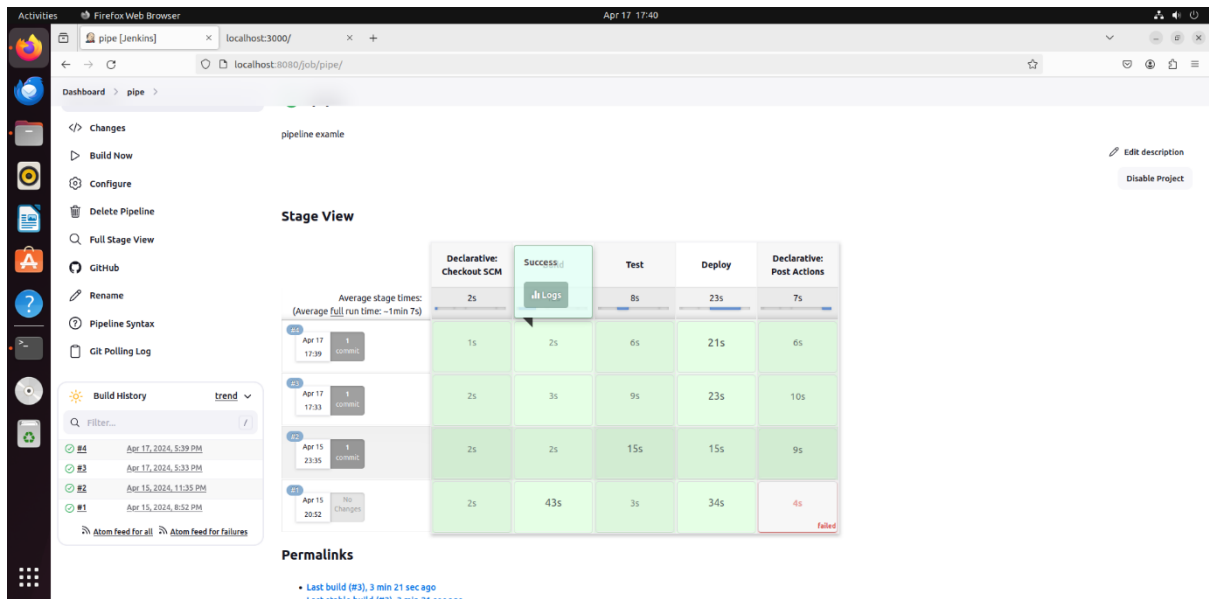 Activities Firefox Web Browser Apr 17 17:40
pipe [Jenkins] × localhost:3000/ × +
localhost:8080/job/pipe/
Dashboard > pipe >
Changes
Build Now
Configure
Delete Pipeline
Full Stage View
GitHub
Rename
Pipeline Syntax
Git Polling Log
Build History trend
Filter... /
#4 Apr 17, 2024, 5:39 PM
#3 Apr 17, 2024, 5:33 PM
#2 Apr 15, 2024, 11:35 PM
#1 Apr 15, 2024, 8:52 PM
Atom feed for all Atom feed for failures
pipeline examle
Edit description
Disable Project
Stage View
Declarative:
Checkout SCM
Success
Logs
Test
Deploy
Declarative:
Post Actions
Average stage times:
(Average full run time: ~1min 7s)
2s 8s 23s 7s
#4
Apr 17
17:39
1
commit
1s 2s 6s 21s 6s
#3
Apr 17
17:33
1
commit
2s 3s 9s 23s 10s
#2
Apr 15
23:35
1
commit
2s 2s 15s 15s 9s
#1
Apr 15
20:52
No
Changes
2s 43s 3s 34s 4s
failed
Permalinks
• Last build (#3), 3 min 21 sec ago